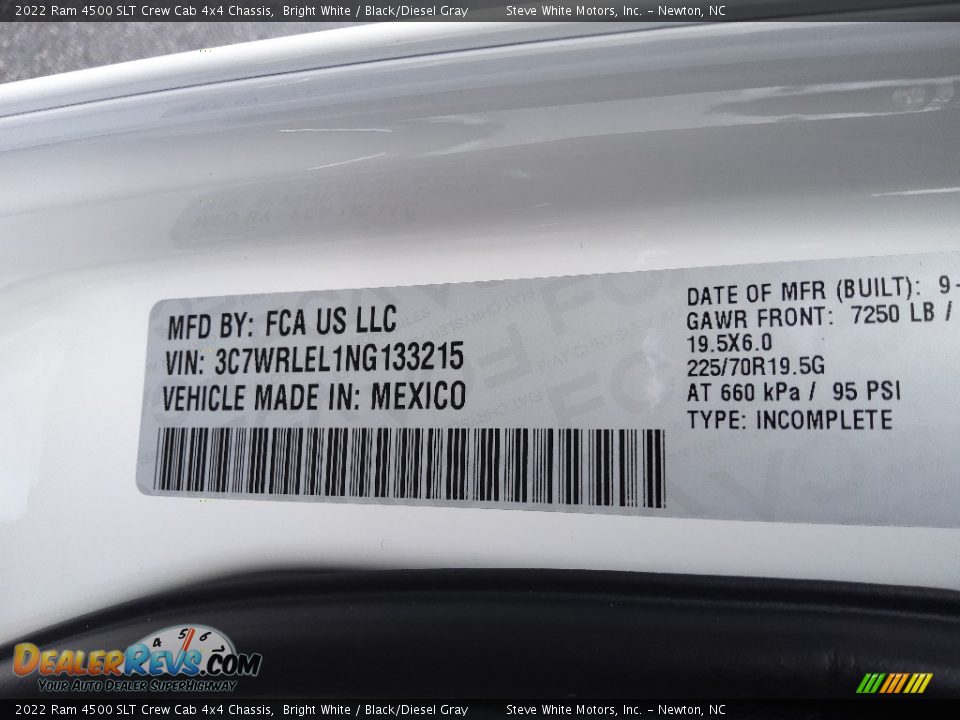 2022 Ram 4500 SLT Crew Cab 4x4 Chassis, Bright White / Black/Diesel Gray Steve White Motors, Inc. – Newton, NC
MFD BY: FCA US LLC
VIN: 3C7WRLEL1NG133215
VEHICLE MADE IN: MEXICO
DATE OF MFR (BUILT): 9-
GAWR FRONT: 7250 LB /
19.5X6.0
225/70R19.5G
AT 660 kPa / 95 PSI
TYPE: INCOMPLETE
4 5 6
DealerRevs.com
Your Auto Dealer SuperHighway
2022 Ram 4500 SLT Crew Cab 4x4 Chassis, Bright White / Black/Diesel Gray Steve White Motors, Inc. – Newton, NC